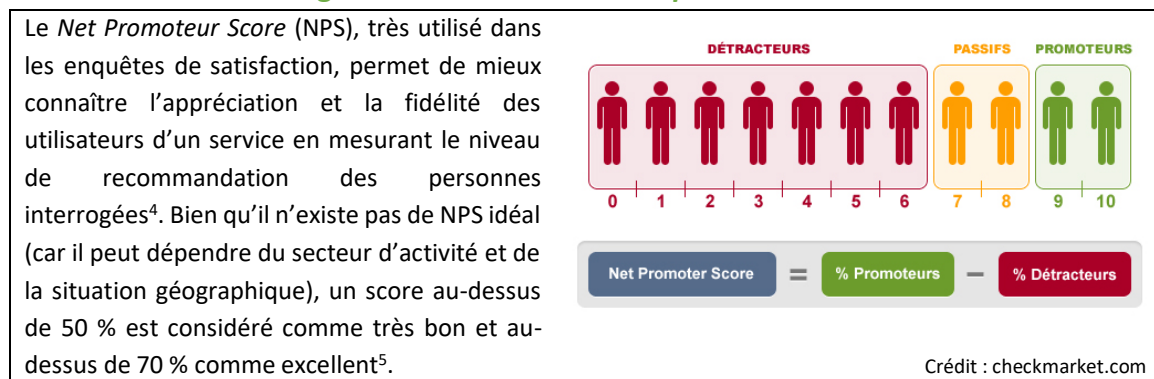 Le Net Promoteur Score (NPS), très utilisé dans
les enquêtes de satisfaction, permet de mieux
connaître l’appréciation et la fidélité des
utilisateurs d’un service en mesurant le niveau
de recommandation des personnes
interrogées⁴. Bien qu’il n’existe pas de NPS idéal
(car il peut dépendre du secteur d’activité et de
la situation géographique), un score au-dessus
de 50 % est considéré comme très bon et au-
dessus de 70 % comme excellent⁵.
DÉTRACTEURS PASSIFS PROMOTEURS
0 1 2 3 4 5 6 7 8 9 10
Net Promoter Score = % Promoteurs − % Détracteurs
Crédit : checkmarket.com